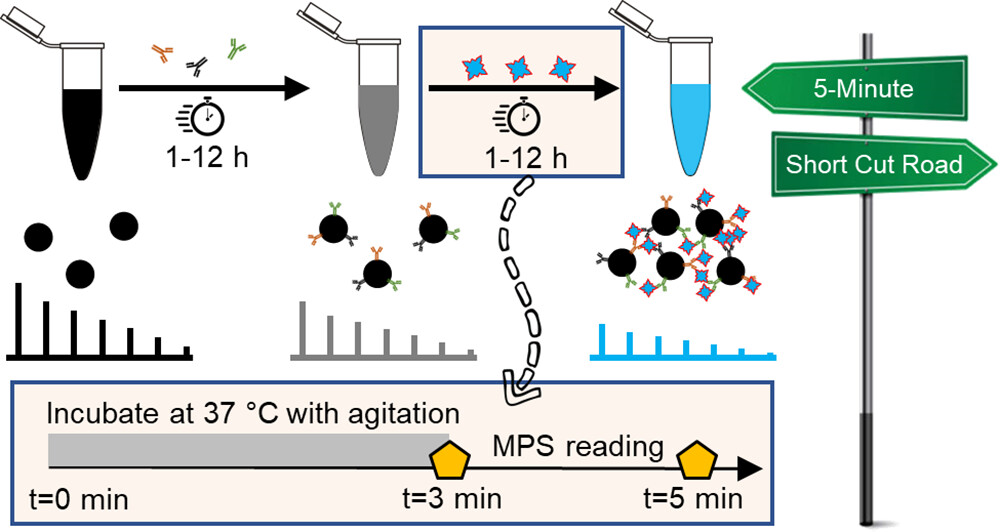 1-12 h
1-12 h
5-Minute
Short Cut Road
Incubate at 37 °C with agitation
MPS reading
t=0 min
t=3 min
t=5 min